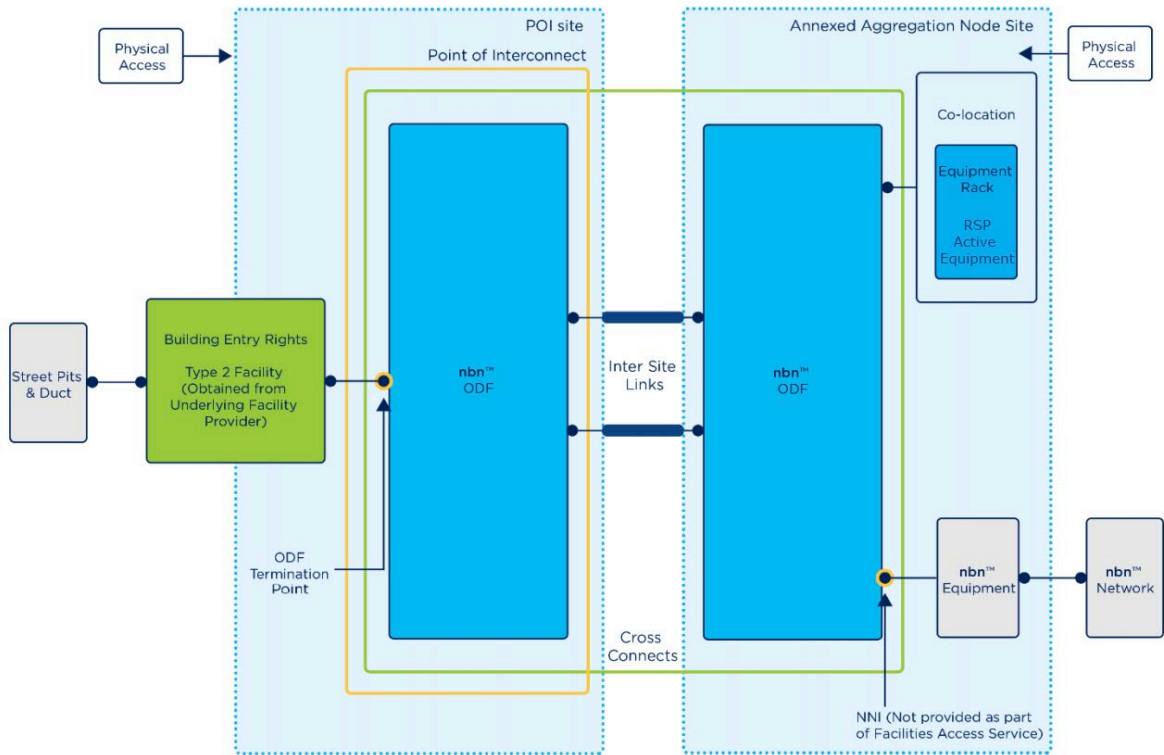 POI site
Annexed Aggregation Node Site
Physical
Access
Point of Interconnect
Physical
Access
Co-location
Equipment
Rack
RSP
Active
Equipment
Building Entry Rights
Type 2 Facility
(Obtained from
Underlying Facility
Provider)
Street Pits
& Duct
nbn™
ODF
Inter Site
Links
nbn™
ODF
ODF
Termination
Point
nbn™
Equipment
nbn™
Network
Cross
Connects
NNI (Not provided as part
of Facilities Access Service)